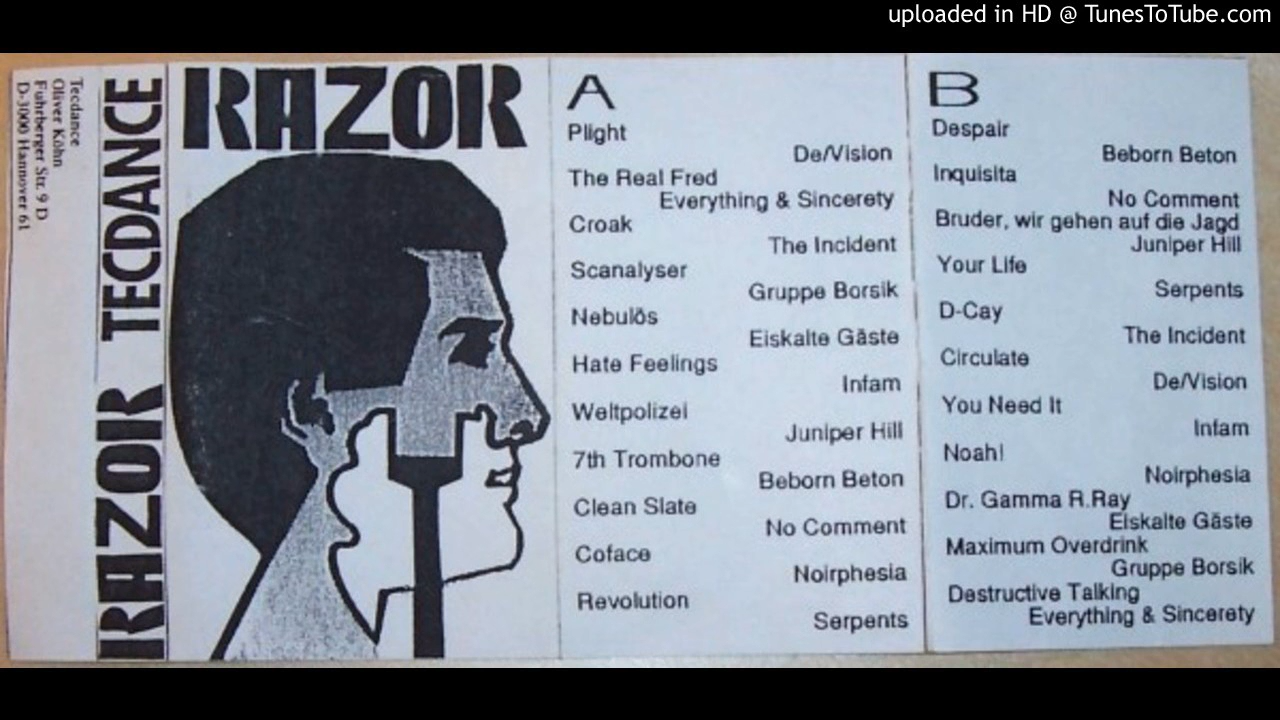 uploaded in HD @ TunesToTube.com
Tecdance
Oliver Köhn
Fuhrberger Str. 9 D
D-3000 Hannover 61
RAZOR TECDANCE
RAZOR
A
Plight
De/Vision
The Real Fred
Everything & Sincerety
Croak
The Incident
Scanalyser
Gruppe Borsik
Nebulös
Eiskalte Gäste
Hate Feelings
Infam
Weltpolizei
Juniper Hill
7th Trombone
Beborn Beton
Clean Slate
No Comment
Coface
Noirphesia
Revolution
Serpents
B
Despair
Beborn Beton
Inquisita
No Comment
Bruder, wir gehen auf die Jagd
Juniper Hill
Your Life
Serpents
D-Cay
The Incident
Circulate
De/Vision
You Need It
Infam
Noah!
Noirphesia
Dr. Gamma R.Ray
Eiskalte Gäste
Maximum Overdrink
Gruppe Borsik
Destructive Talking
Everything & Sincerety